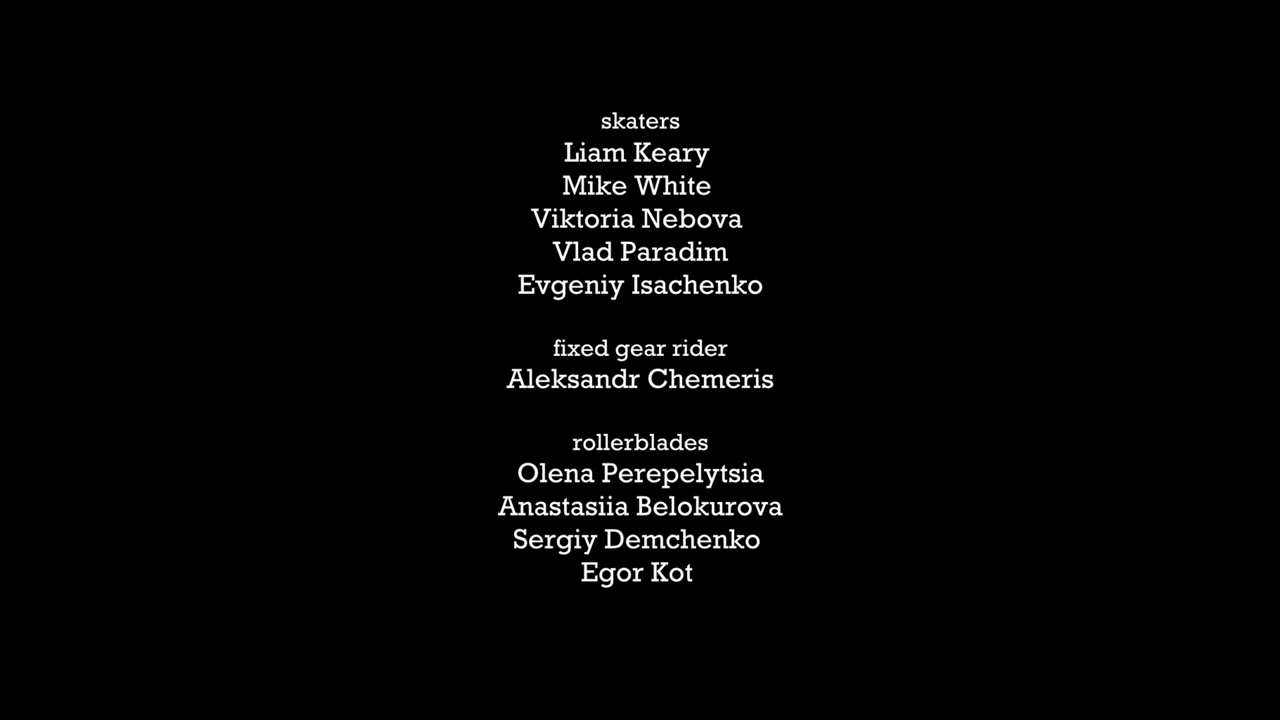 skaters
Liam Keary
Mike White
Viktoria Nebova
Vlad Paradim
Evgeniy Isachenko
fixed gear rider
Aleksandr Chemeris
rollerblades
Olena Perepelytsia
Anastasiia Belokurova
Sergiy Demchenko
Egor Kot